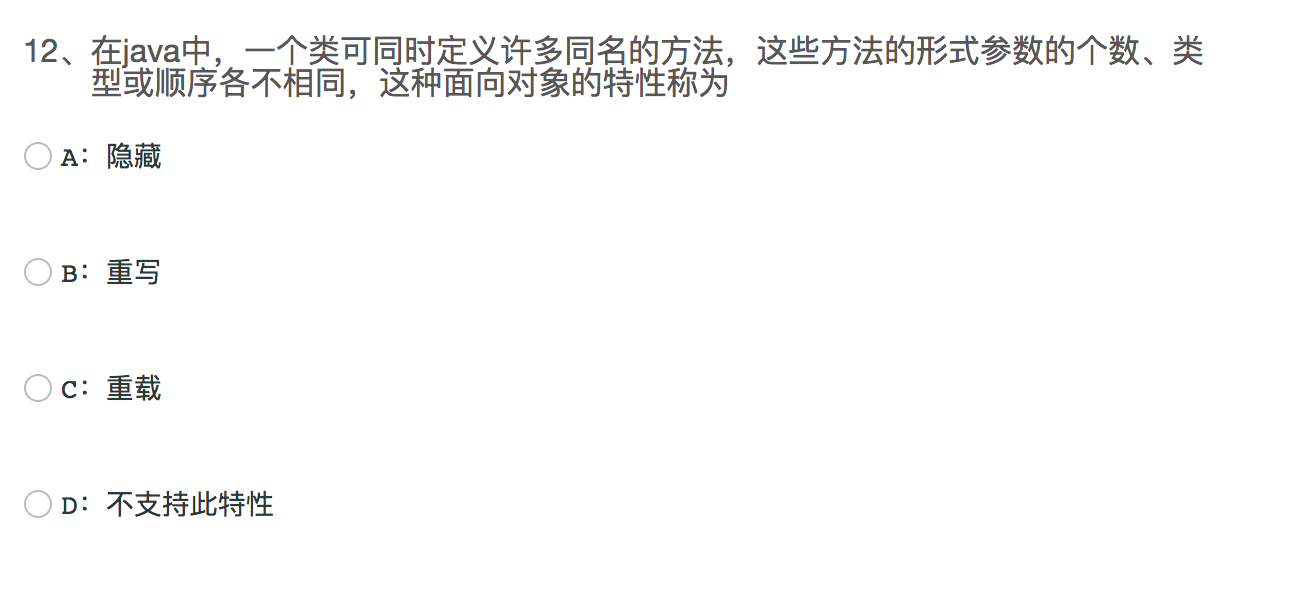 12、在java中，一个类可同时定义许多同名的方法，这些方法的形式参数的个数、类
型或顺序各不相同，这种面向对象的特性称为
A: 隐藏
B: 重写
C: 重载
D: 不支持此特性